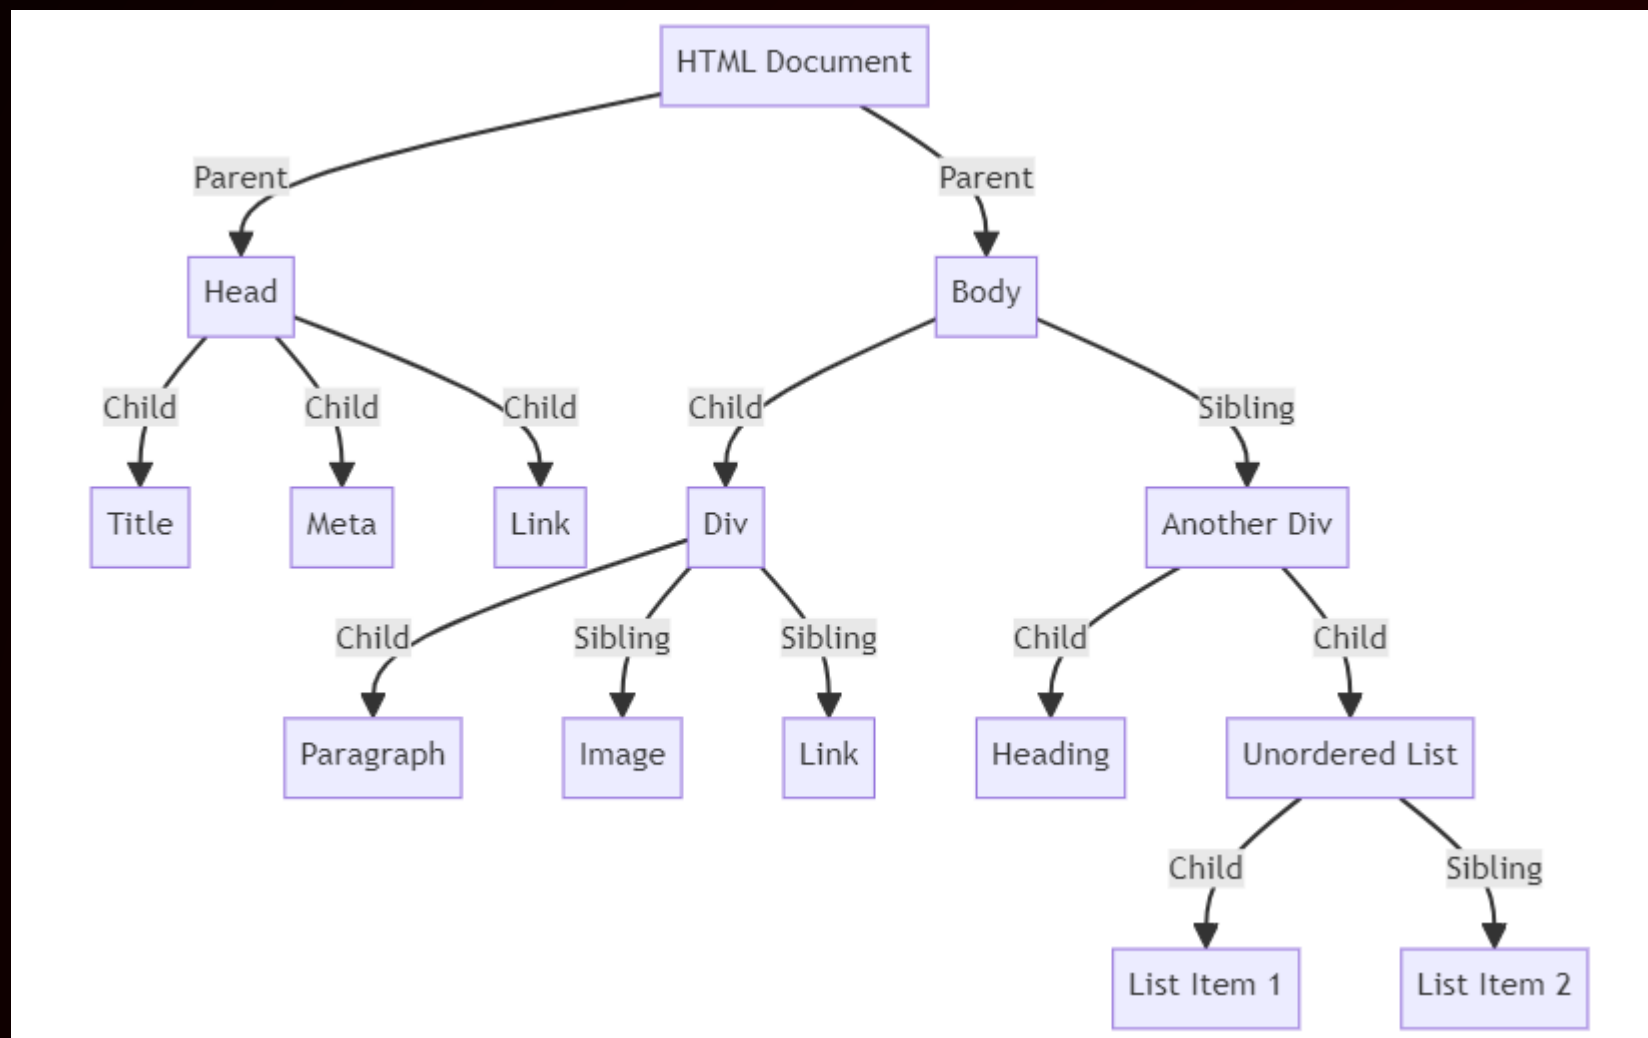 HTML Document
Parent
Parent
Head
Body
Child
Child
Child
Child
Sibling
Title
Meta
Link
Div
Another Div
Child
Sibling
Sibling
Child
Child
Paragraph
Image
Link
Heading
Unordered List
Child
Sibling
List Item 1
List Item 2